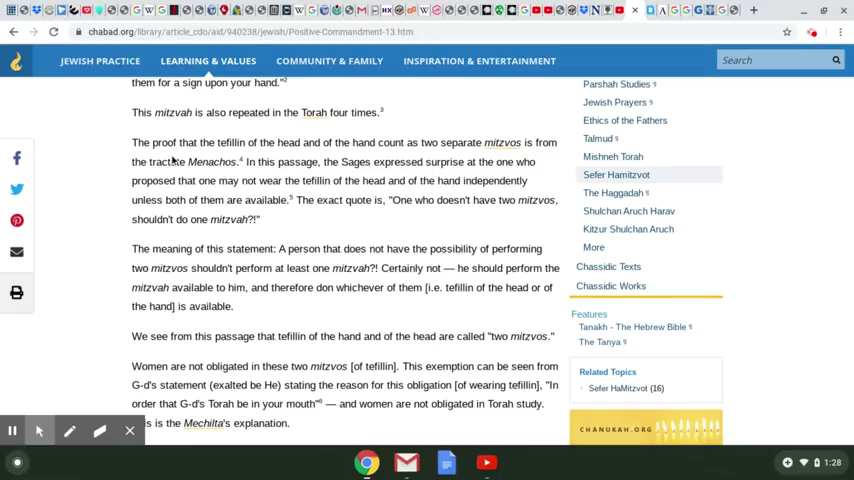 chabad.org/library/article_cdo/aid/940238/jewish/Positive-Commandment-13.htm
JEWISH PRACTICE LEARNING & VALUES COMMUNITY & FAMILY INSPIRATION & ENTERTAINMENT Search
them for a sign upon your hand."2
This mitzvah is also repeated in the Torah four times.3
The proof that the tefillin of the head and of the hand count as two separate mitzvos is from
the tractate Menachos.4 In this passage, the Sages expressed surprise at the one who
proposed that one may not wear the tefillin of the head and of the hand independently
unless both of them are available.5 The exact quote is, "One who doesn't have two mitzvos,
shouldn't do one mitzvah?!"
The meaning of this statement: A person that does not have the possibility of performing
two mitzvos shouldn't perform at least one mitzvah?! Certainly not — he should perform the
mitzvah available to him, and therefore don whichever of them [i.e. tefillin of the head or of
the hand] is available.
We see from this passage that tefillin of the hand and of the head are called "two mitzvos."
Women are not obligated in these two mitzvos [of tefillin]. This exemption can be seen from
G-d's statement (exalted be He) stating the reason for this obligation [of wearing tefillin], "In
order that G-d's Torah be in your mouth"6 — and women are not obligated in Torah study.
is is the Mechilta's explanation.
Parshah Studies
Jewish Prayers
Ethics of the Fathers
Talmud
Mishneh Torah
Sefer Hamitzvot
The Haggadah
Shulchan Aruch Harav
Kitzur Shulchan Aruch
More
Chassidic Texts
Chassidic Works
Features
Tanakh - The Hebrew Bible
The Tanya
Related Topics
Sefer HaMitzvot (16)
CHANUKAH.ORG
1:28